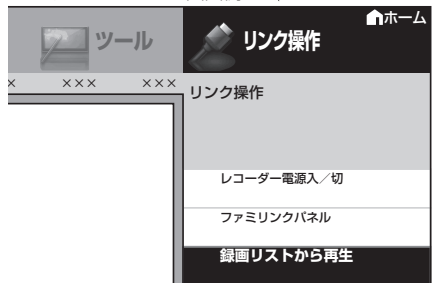 ホーム
ツール
リンク操作
× ××× ×××
リンク操作
レコーダー電源入／切
ファミリンクパネル
録画リストから再生